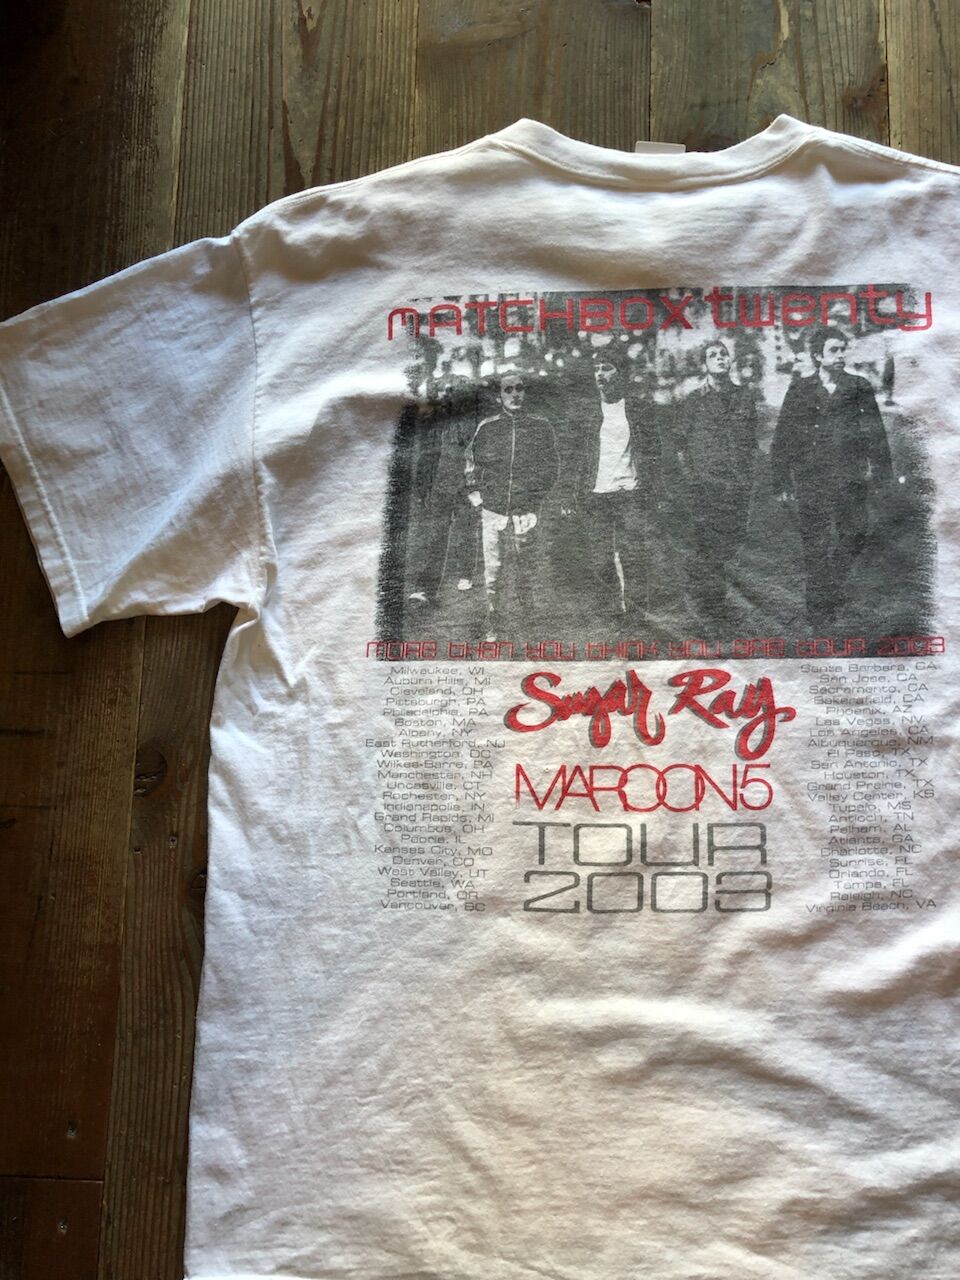 MATCHBOX twenty
MORE THAN YOU THINK YOU ARE TOUR 2003
Milwaukee, WI
Auburn Hills, MI
Cleveland, OH
Pittsburgh, PA
Philadelphia, PA
Boston, MA
Albany, NY
East Rutherford, NJ
Washington, DC
Wilkes-Barre, PA
Manchester, NH
Uncasville, CT
Rochester, NY
Indianapolis, IN
Grand Rapids, MI
Columbus, OH
Peoria, IL
Kansas City, MO
Denver, CO
West Valley, UT
Seattle, WA
Portland, OR
Vancouver, BC
Sugar Ray
MAROON5
TOUR
2003
Santa Barbara, CA
San Jose, CA
Sacramento, CA
Bakersfield, CA
Phoenix, AZ
Las Vegas, NV
Los Angeles, CA
Albuquerque, NM
El Paso, TX
San Antonio, TX
Houston, TX
Grand Prairie, TX
Valley Center, KS
Tupelo, MS
Antioch, TN
Pelham, AL
Atlanta, GA
Charlotte, NC
Sunrise, FL
Orlando, FL
Tampa, FL
Raleigh, NC
Virginia Beach, VA